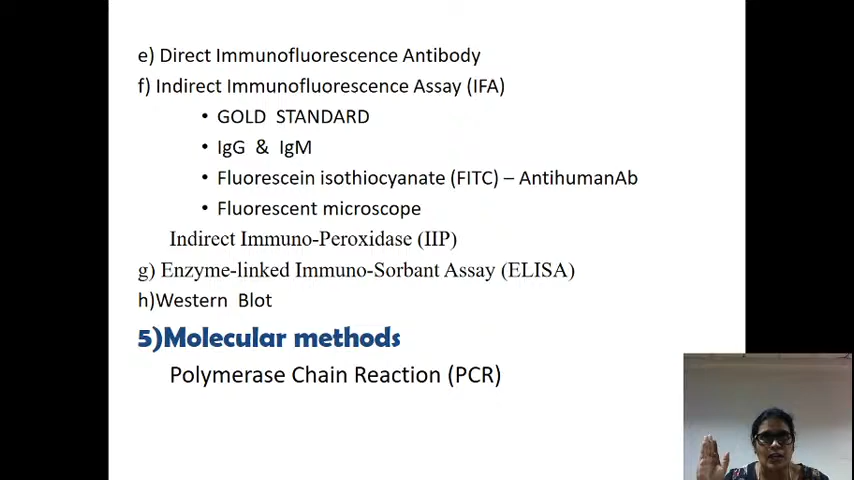 e) Direct Immunofluorescence Antibody
f) Indirect Immunofluorescence Assay (IFA)
• GOLD STANDARD
• IgG & IgM
• Fluorescein isothiocyanate (FITC) – AntihumanAb
• Fluorescent microscope
Indirect Immuno-Peroxidase (IIP)
g) Enzyme-linked Immuno-Sorbant Assay (ELISA)
h)Western Blot
5)Molecular methods
Polymerase Chain Reaction (PCR)